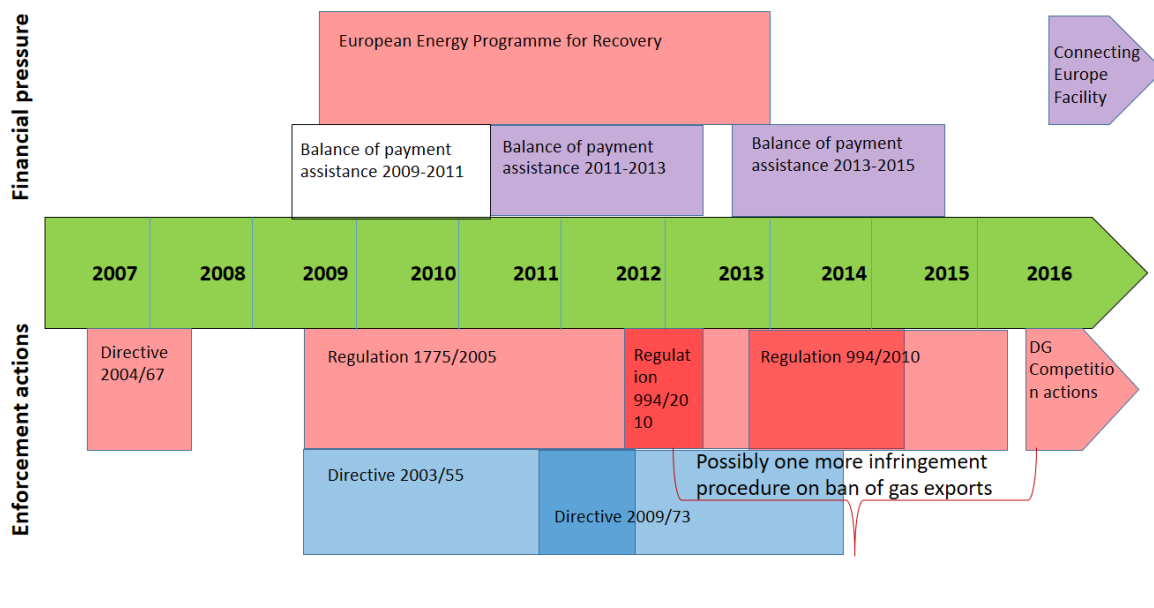 Financial pressure
European Energy Programme for Recovery
Connecting
Europe
Facility
Balance of payment
assistance 2009-2011
Balance of payment
assistance 2011-2013
Balance of payment
assistance 2013-2015
2007
2008
2009
2010
2011
2012
2013
2014
2015
2016
Enforcement actions
Directive
2004/67
Regulation 1775/2005
Regulat
ion
994/20
10
Regulation 994/2010
DG
Competitio
n actions
Directive 2003/55
Possibly one more infringement
procedure on ban of gas exports
Directive 2009/73